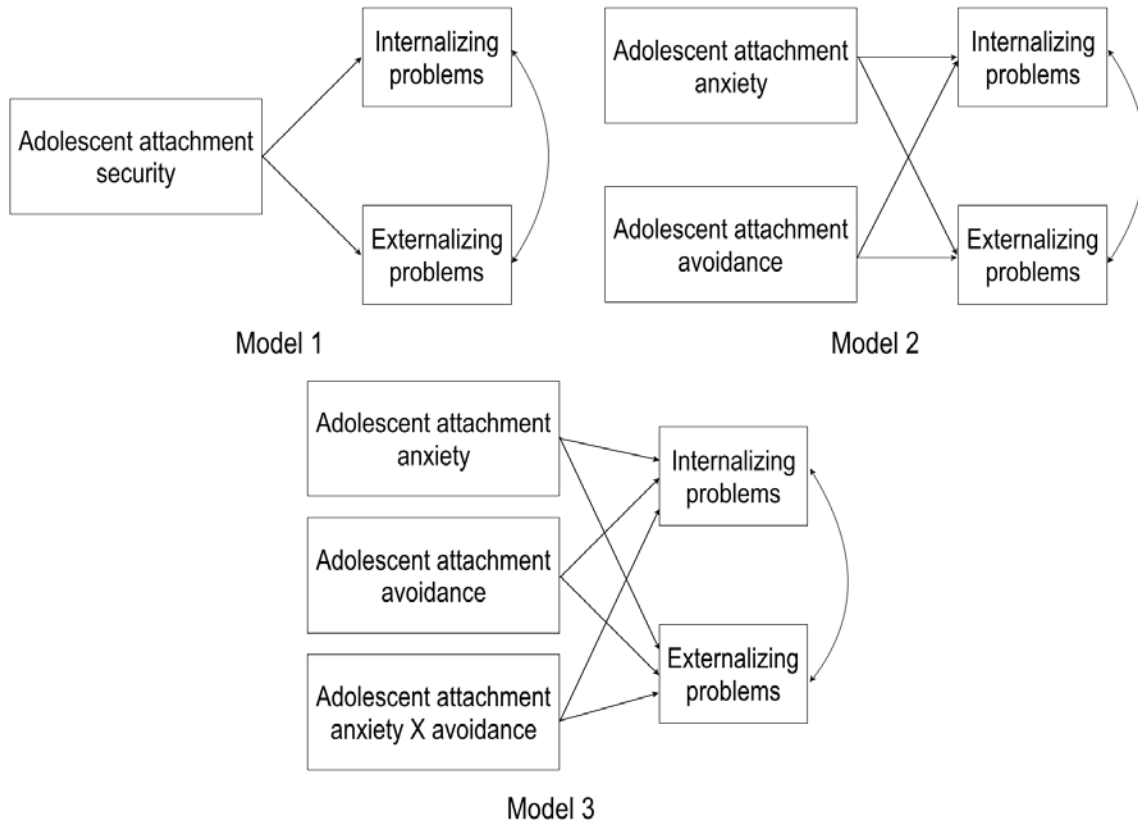 Adolescent attachment
security
Internalizing
problems
Externalizing
problems
Model 1
Adolescent attachment
anxiety
Adolescent attachment
avoidance
Internalizing
problems
Externalizing
problems
Model 2
Adolescent attachment
anxiety
Adolescent attachment
avoidance
Adolescent attachment
anxiety X avoidance
Internalizing
problems
Externalizing
problems
Model 3